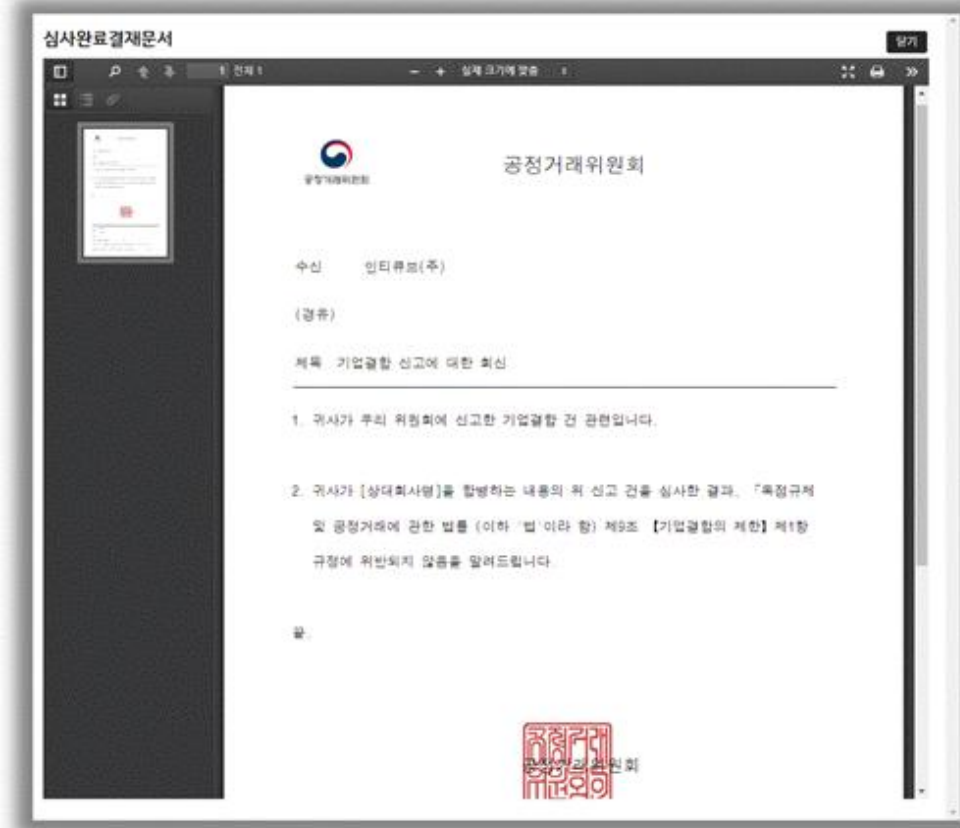 심사완료결재문서
닫기
1 전체 1
실제 크기에 맞춤
공정거래위원회
공정거래위원회
수신 인티큐브(주)
(경유)
제목 기업결합 신고에 대한 회신
1. 귀사가 우리 위원회에 신고한 기업결합 건 관련입니다.
2. 귀사가 [상대회사명]을 합병하는 내용의 위 신고 건을 심사한 결과, 「독점규제
및 공정거래에 관한 법률 (이하 '법'이라 함) 제9조 【기업결합의 제한】 제1항
규정에 위반되지 않음을 알려드립니다.
끝.
공정거래위원회